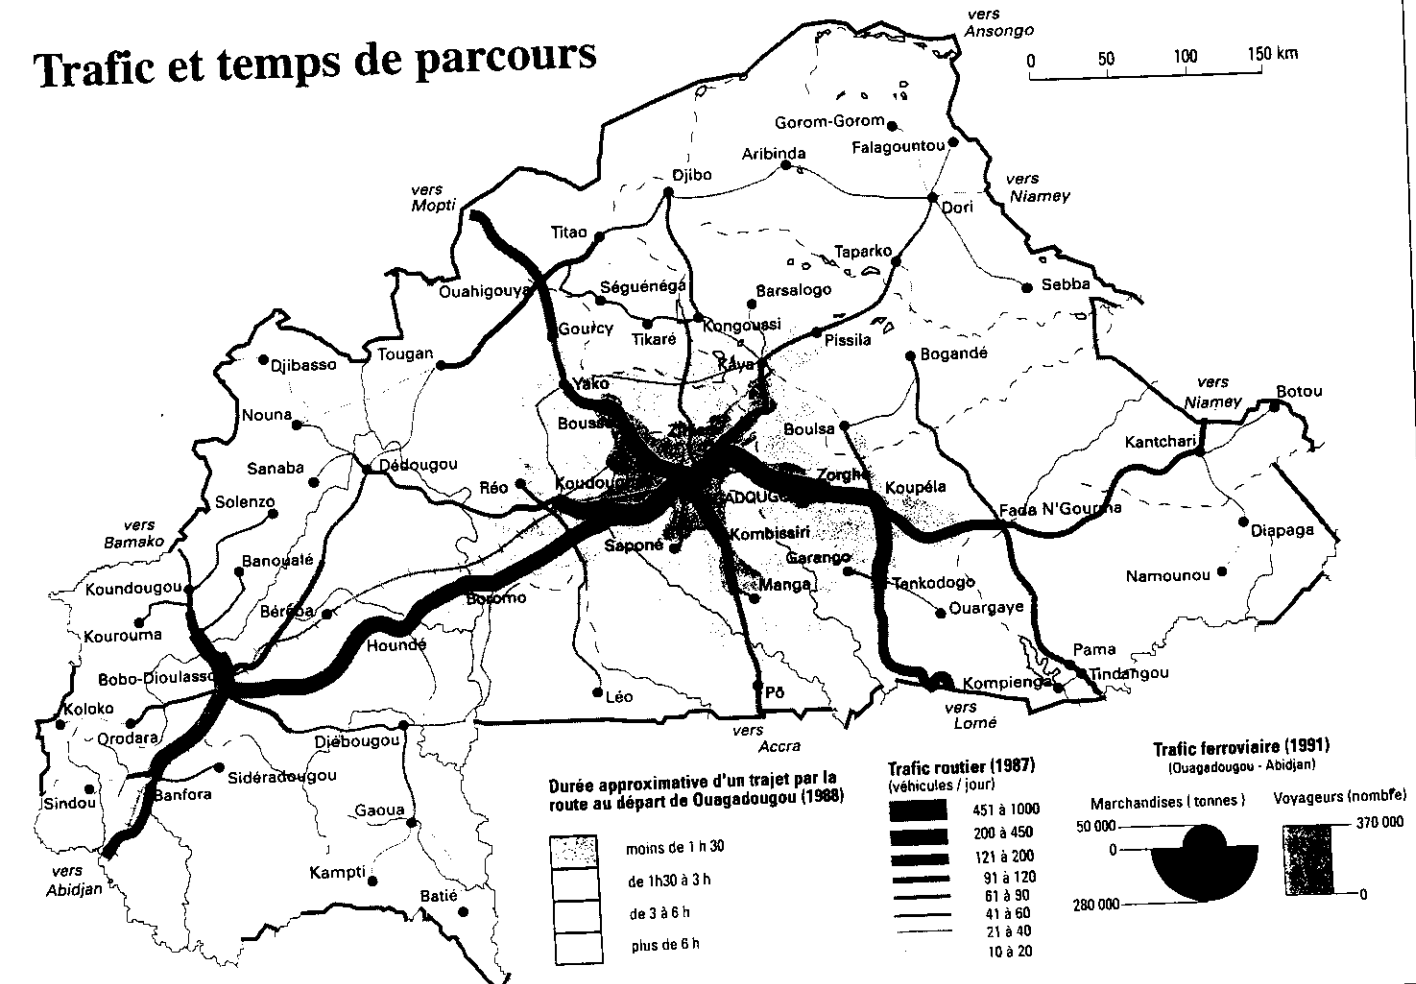 Trafic et temps de parcours
vers
Ansongo
0
50
100
150 km
Gorom-Gorom
Falagountou
Aribinda
Djibo
vers
Niamey
vers
Mopti
Dori
Titao
Taparko
Sebba
Ouahigouya
Séguénéga
Barsalogo
Gourcy
Tikaré
Kongoussi
Pissila
Djibasso
Tougan
Kaya
Bogandé
Yako
vers
Niamey
Botou
Nouna
Bouss
Boulsa
Kantchari
Sanaba
Dédougou
Réo
Koudoug
Zorgho
Koupéla
Solenzo
ADOUGO
Fada N'Gourma
vers
Bamako
Kombissiri
Diapaga
Banoualé
Saponé
Garango
Koundougou
Manga
Tenkodogo
Namounou
Béréba
Boromo
Ouargaye
Kourouma
Houndé
Pama
Bobo-Dioulasso
Tindangou
Koloko
Léo
Pô
Kompienga
Orodara
Diébougou
vers
Accra
vers
Lomé
Sidéradougou
Sindou
Banfora
Gaoua
vers
Abidjan
Kampti
Batié
Durée approximative d'un trajet par la
route au départ de Ouagadougou (1988)
moins de 1 h 30
de 1h30 à 3 h
de 3 à 6 h
plus de 6 h
Trafic routier (1987)
(véhicules / jour)
451 à 1000
200 à 450
121 à 200
91 à 120
61 à 90
41 à 60
21 à 40
10 à 20
Trafic ferroviaire (1991)
(Ouagadougou - Abidjan)
Marchandises (tonnes)
50 000
0
280 000
Voyageurs (nombre)
370 000
0